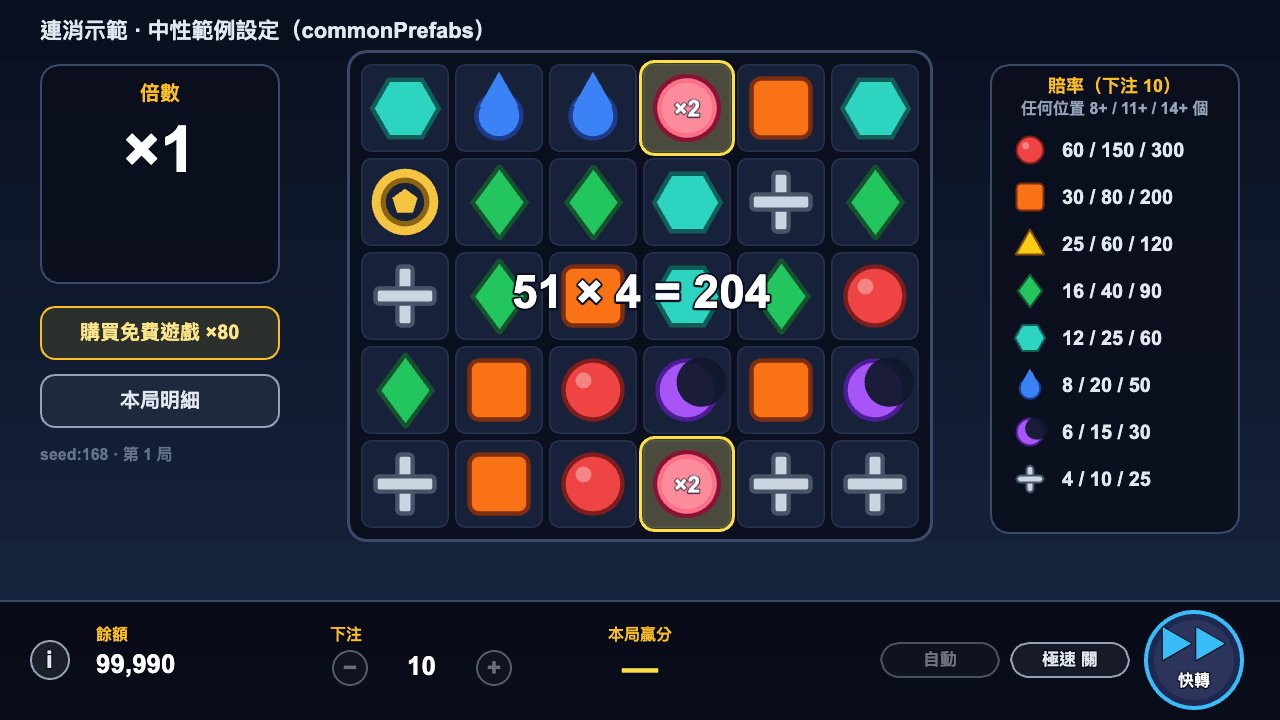 連消示範 · 中性範例設定（commonPrefabs）
倍數
×1
購買免費遊戲 ×80
本局明細
seed:168 · 第 1 局
×2
51 × 4 = 204
×2
賠率（下注 10）
任何位置 8+ / 11+ / 14+ 個
60 / 150 / 300
30 / 80 / 200
25 / 60 / 120
16 / 40 / 90
12 / 25 / 60
8 / 20 / 50
6 / 15 / 30
4 / 10 / 25
i
餘額
99,990
下注
− 10 +
本局贏分
—
自動
極速 關
快轉